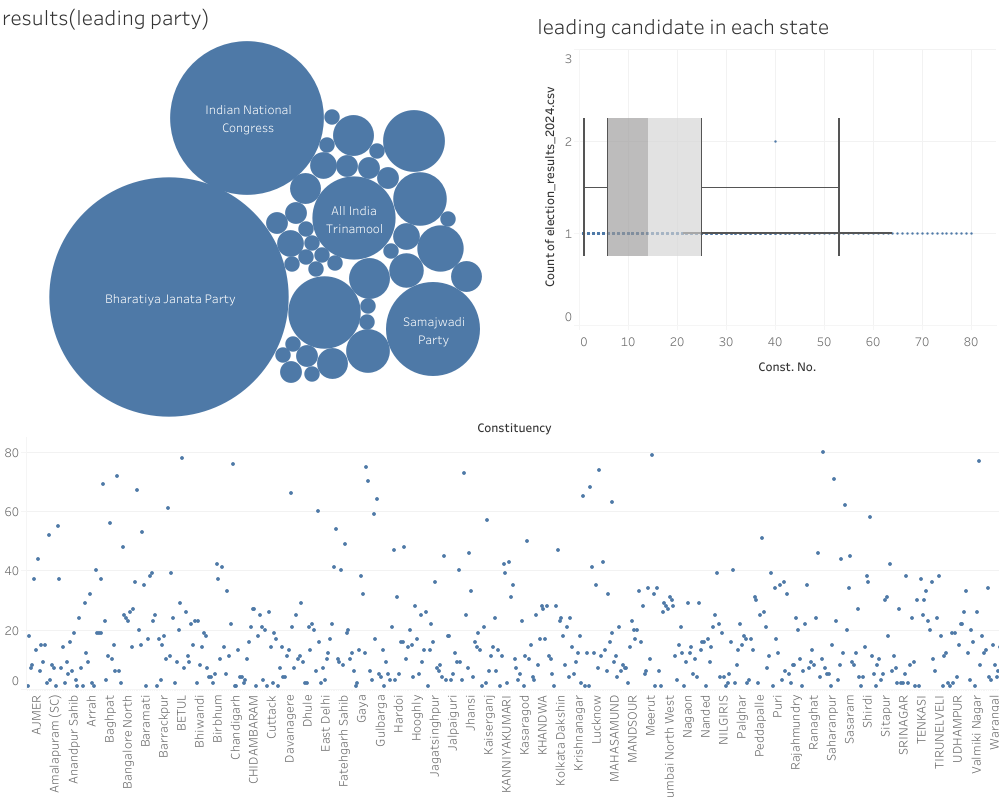 results(leading party)
leading candidate in each state
Indian National
Congress
All India
Trinamool
Bharatiya Janata Party
Samajwadi
Party
Count of election_results_2024.csv
3
2
1
0
0 10 20 30 40 50 60 70 80
Const. No.
Constituency
80
60
40
20
0
AJMER
Amalapuram (SC)
Anandpur Sahib
Arrah
Baghpat
Bangalore North
Baramati
Barrackpur
BETUL
Bhiwandi
Birbhum
Chandigarh
CHIDAMBARAM
Cuttack
Davanagere
Dhule
East Delhi
Fatehgarh Sahib
Gaya
Gulbarga
Hardoi
Hooghly
Jagatsinghpur
Jalpaiguri
Jhansi
Kaiserganj
KANNIYAKUMARI
Kasaragod
KHANDWA
Kolkata Dakshin
Krishnanagar
Lucknow
MAHASAMUND
MANDSOUR
Meerut
umbai North West
Nagaon
Nanded
NILGIRIS
Palghar
Peddapalle
Puri
Rajahmundry
Ranaghat
Saharanpur
Sasaram
Shirdi
Sitapur
SRINAGAR
TENKASI
TIRUNELVELI
UDHAMPUR
Valmiki Nagar
Warangal